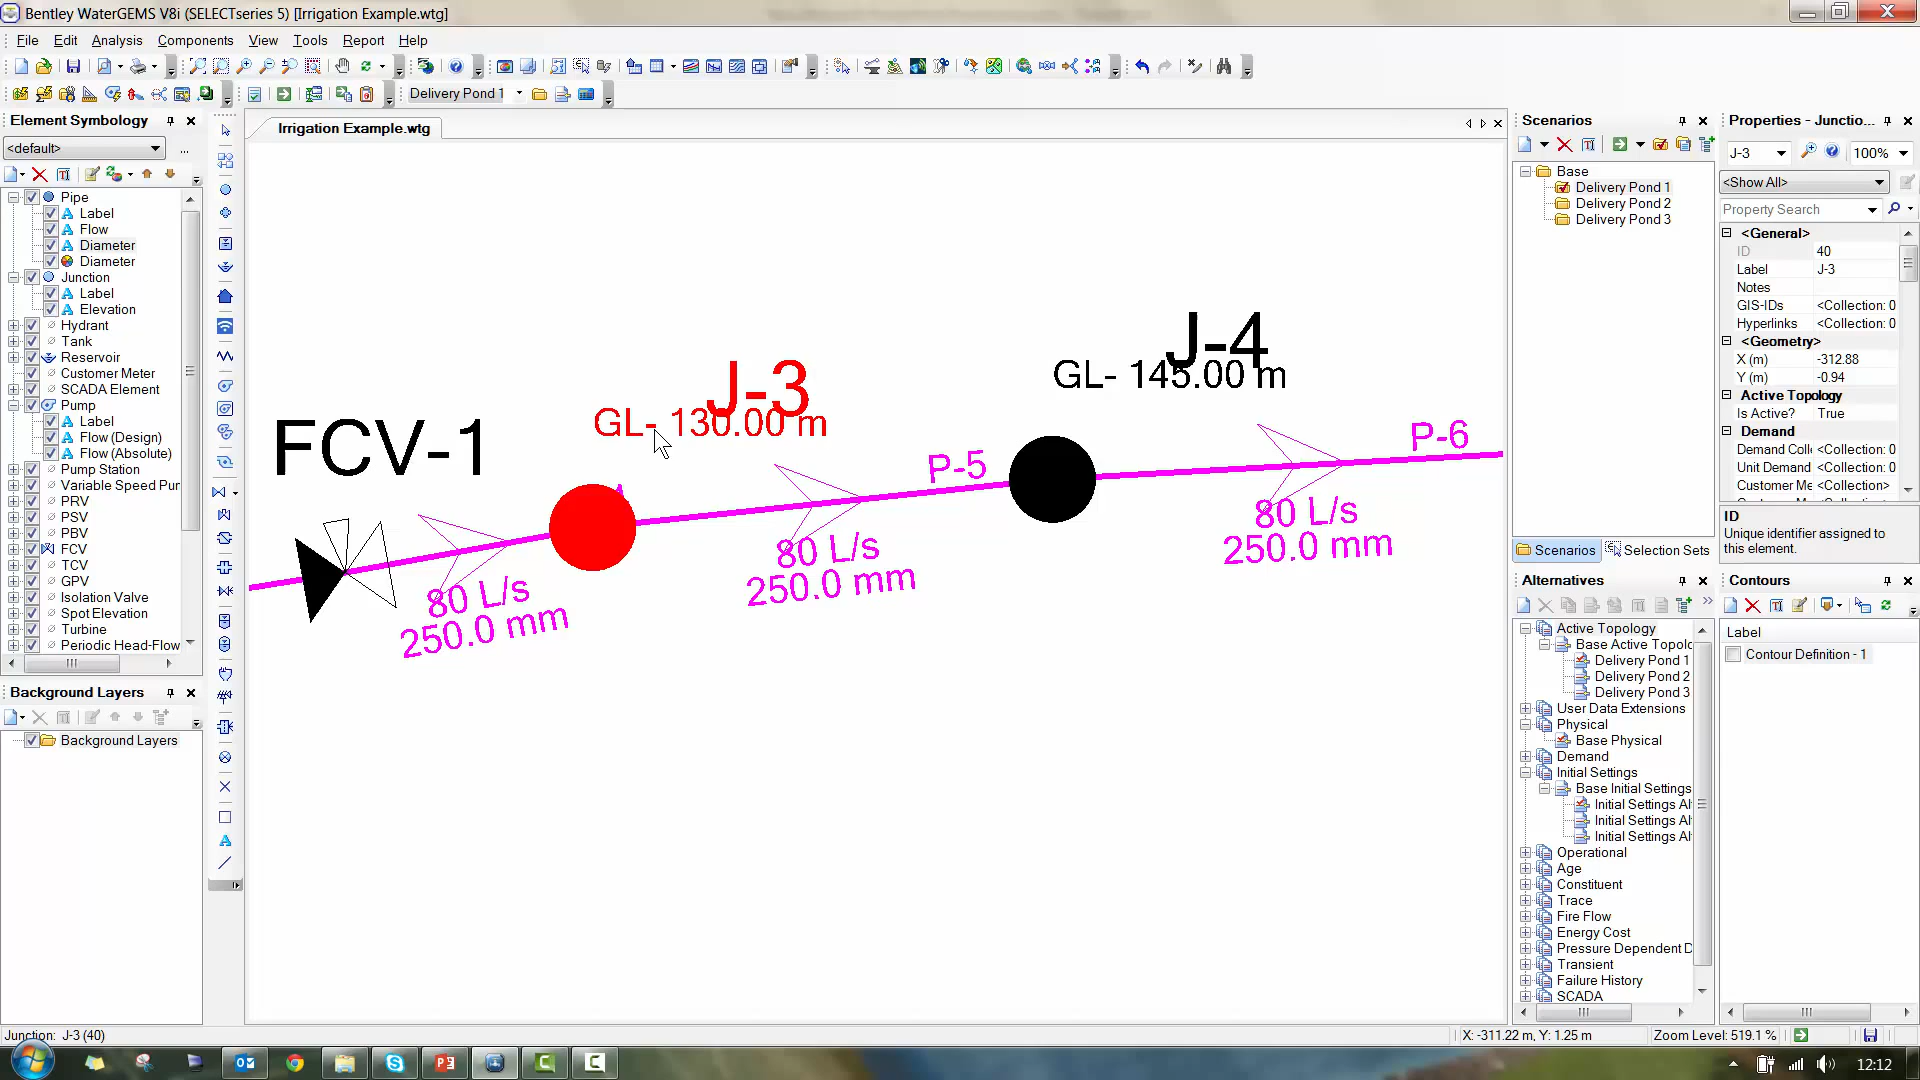 Bentley WaterGEMS V8i (SELECTseries 5) [Irrigation Example.wtg]
File Edit Analysis Components View Tools Report Help
Delivery Pond 1
Element Symbology
<default>
...
Pipe
Label
Flow
Diameter
Diameter
Junction
Label
Elevation
Hydrant
Tank
Reservoir
Customer Meter
SCADA Element
Pump
Label
Flow (Design)
Flow (Absolute)
Pump Station
Variable Speed Pur
PRV
PSV
PBV
FCV
TCV
GPV
Isolation Valve
Spot Elevation
Turbine
Periodic Head-Flow
Background Layers
Background Layers
Irrigation Example.wtg
FCV-1
J-3
GL- 130.00 m
J-4
GL- 145.00 m
P-5
P-6
80 L/s
250.0 mm
80 L/s
250.0 mm
80 L/s
250.0 mm
Scenarios
Base
Delivery Pond 1
Delivery Pond 2
Delivery Pond 3
Scenarios Selection Sets
Alternatives
Active Topology
Base Active Topolc
Delivery Pond 1
Delivery Pond 2
Delivery Pond 3
User Data Extensions
Physical
Base Physical
Demand
Initial Settings
Base Initial Settings
Initial Settings Al
Initial Settings Al
Initial Settings Al
Operational
Age
Constituent
Trace
Fire Flow
Energy Cost
Pressure Dependent D
Transient
Failure History
SCADA
Properties - Junctio...
J-3 100%
<Show All>
Property Search
<General>
ID 40
Label J-3
Notes
GIS-IDs <Collection: 0
Hyperlinks <Collection: 0
<Geometry>
X (m) -312.88
Y (m) -0.94
Active Topology
Is Active? True
Demand
Demand Coll <Collection: 0
Unit Demand <Collection: 0
Customer Me <Collection>
ID
Unique identifier assigned to
this element.
Contours
Label
Contour Definition - 1
Junction: J-3 (40)
X: -311.22 m, Y: 1.25 m
Zoom Level: 519.1 %
12:12